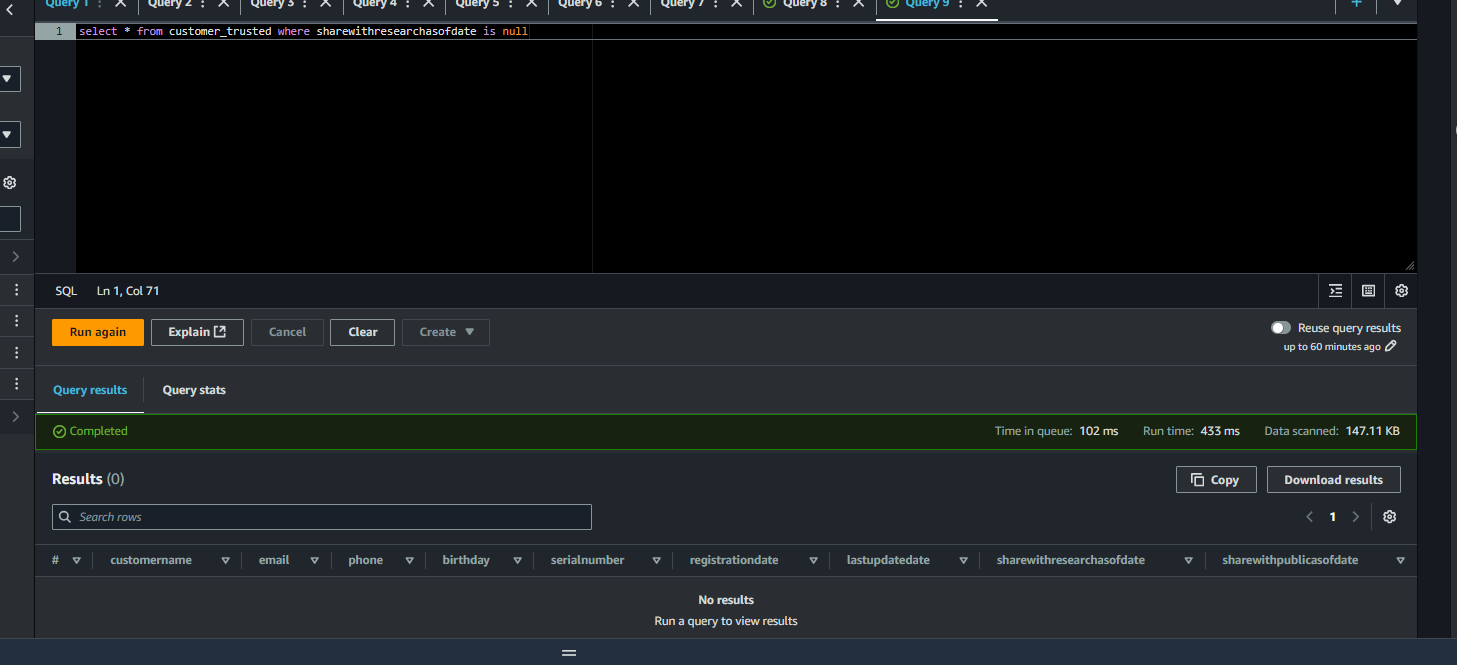 Query 1 Query 2 Query 3 Query 4 Query 5 Query 6 Query 7 Query 8 Query 9
1 select * from customer_trusted where sharewithresearchasofdate is null
SQL Ln 1, Col 71
Run again Explain Cancel Clear Create Reuse query results
up to 60 minutes ago
Query results Query stats
Completed Time in queue: 102 ms Run time: 433 ms Data scanned: 147.11 KB
Results (0) Copy Download results
Search rows 1
# customername email phone birthday serialnumber registrationdate lastupdatedate sharewithresearchasofdate sharewithpublicasofdate
No results
Run a query to view results